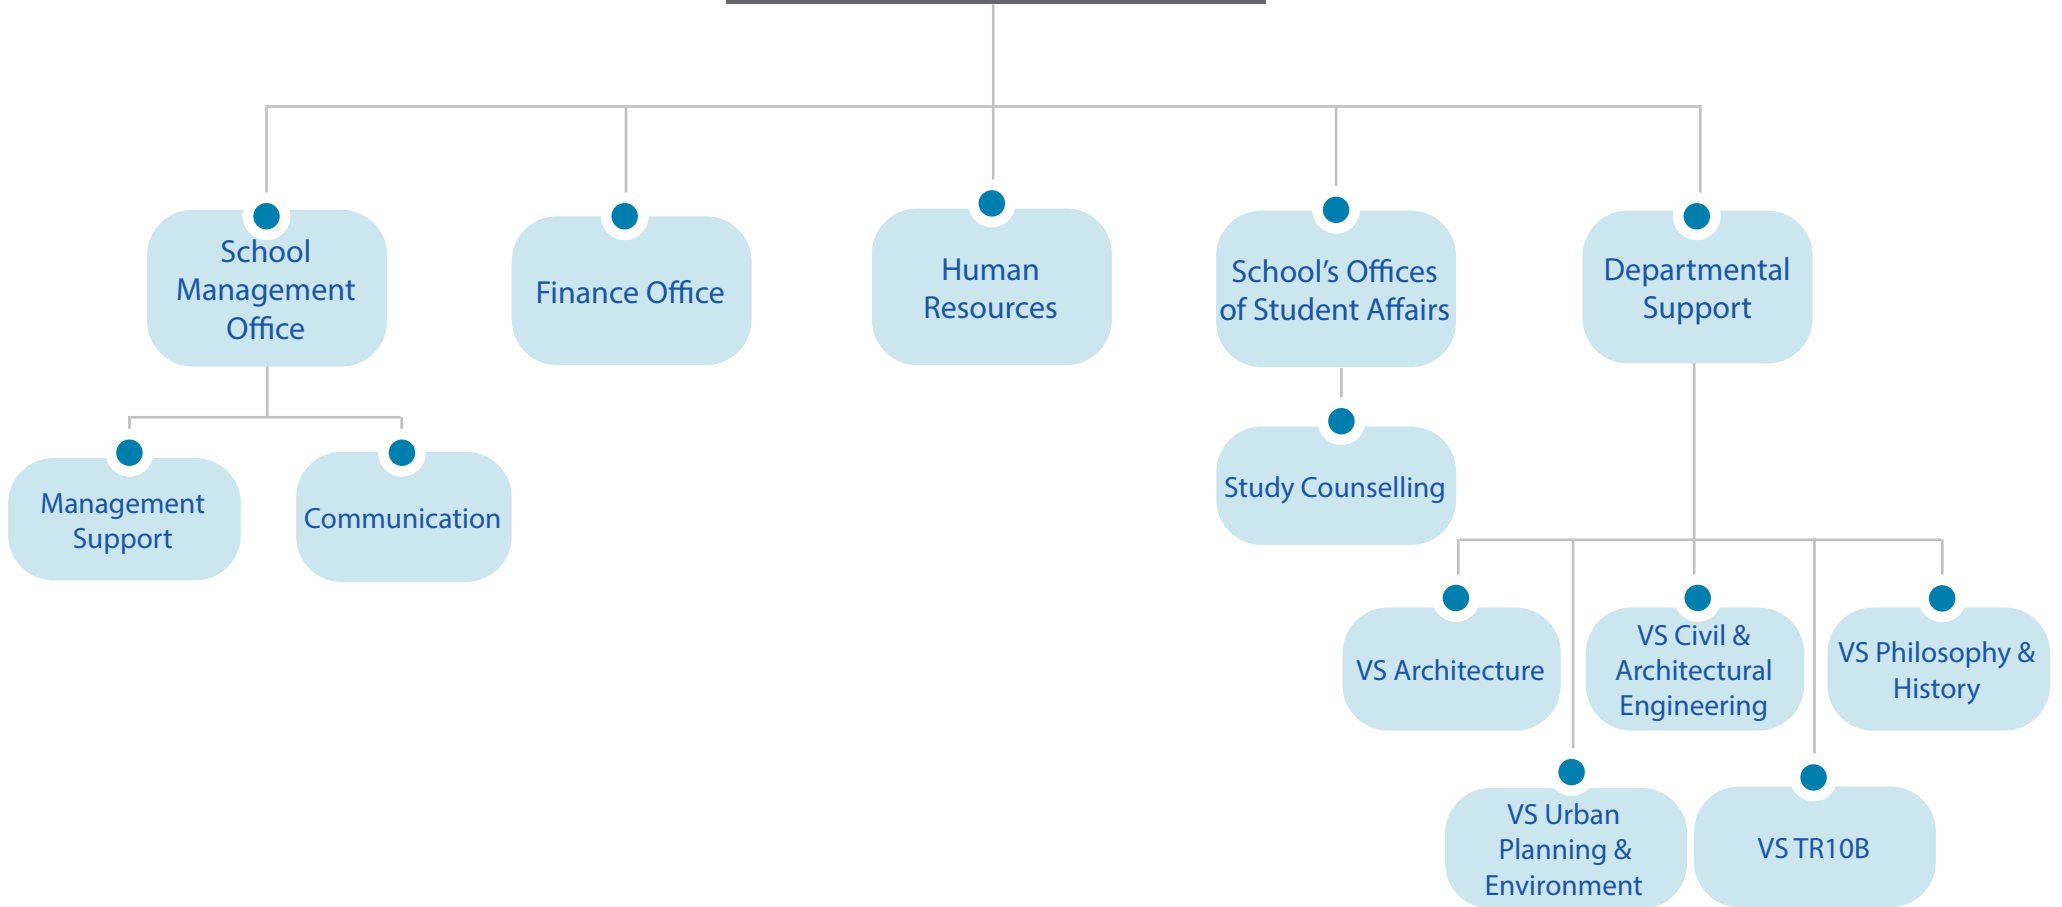 School
Management
Office
Finance Office
Human
Resources
School’s Offices
of Student Affairs
Departmental
Support
Management
Support
Communication
Study Counselling
VS Architecture
VS Civil &
Architectural
Engineering
VS Philosophy &
History
VS Urban
Planning &
Environment
VS TR10B